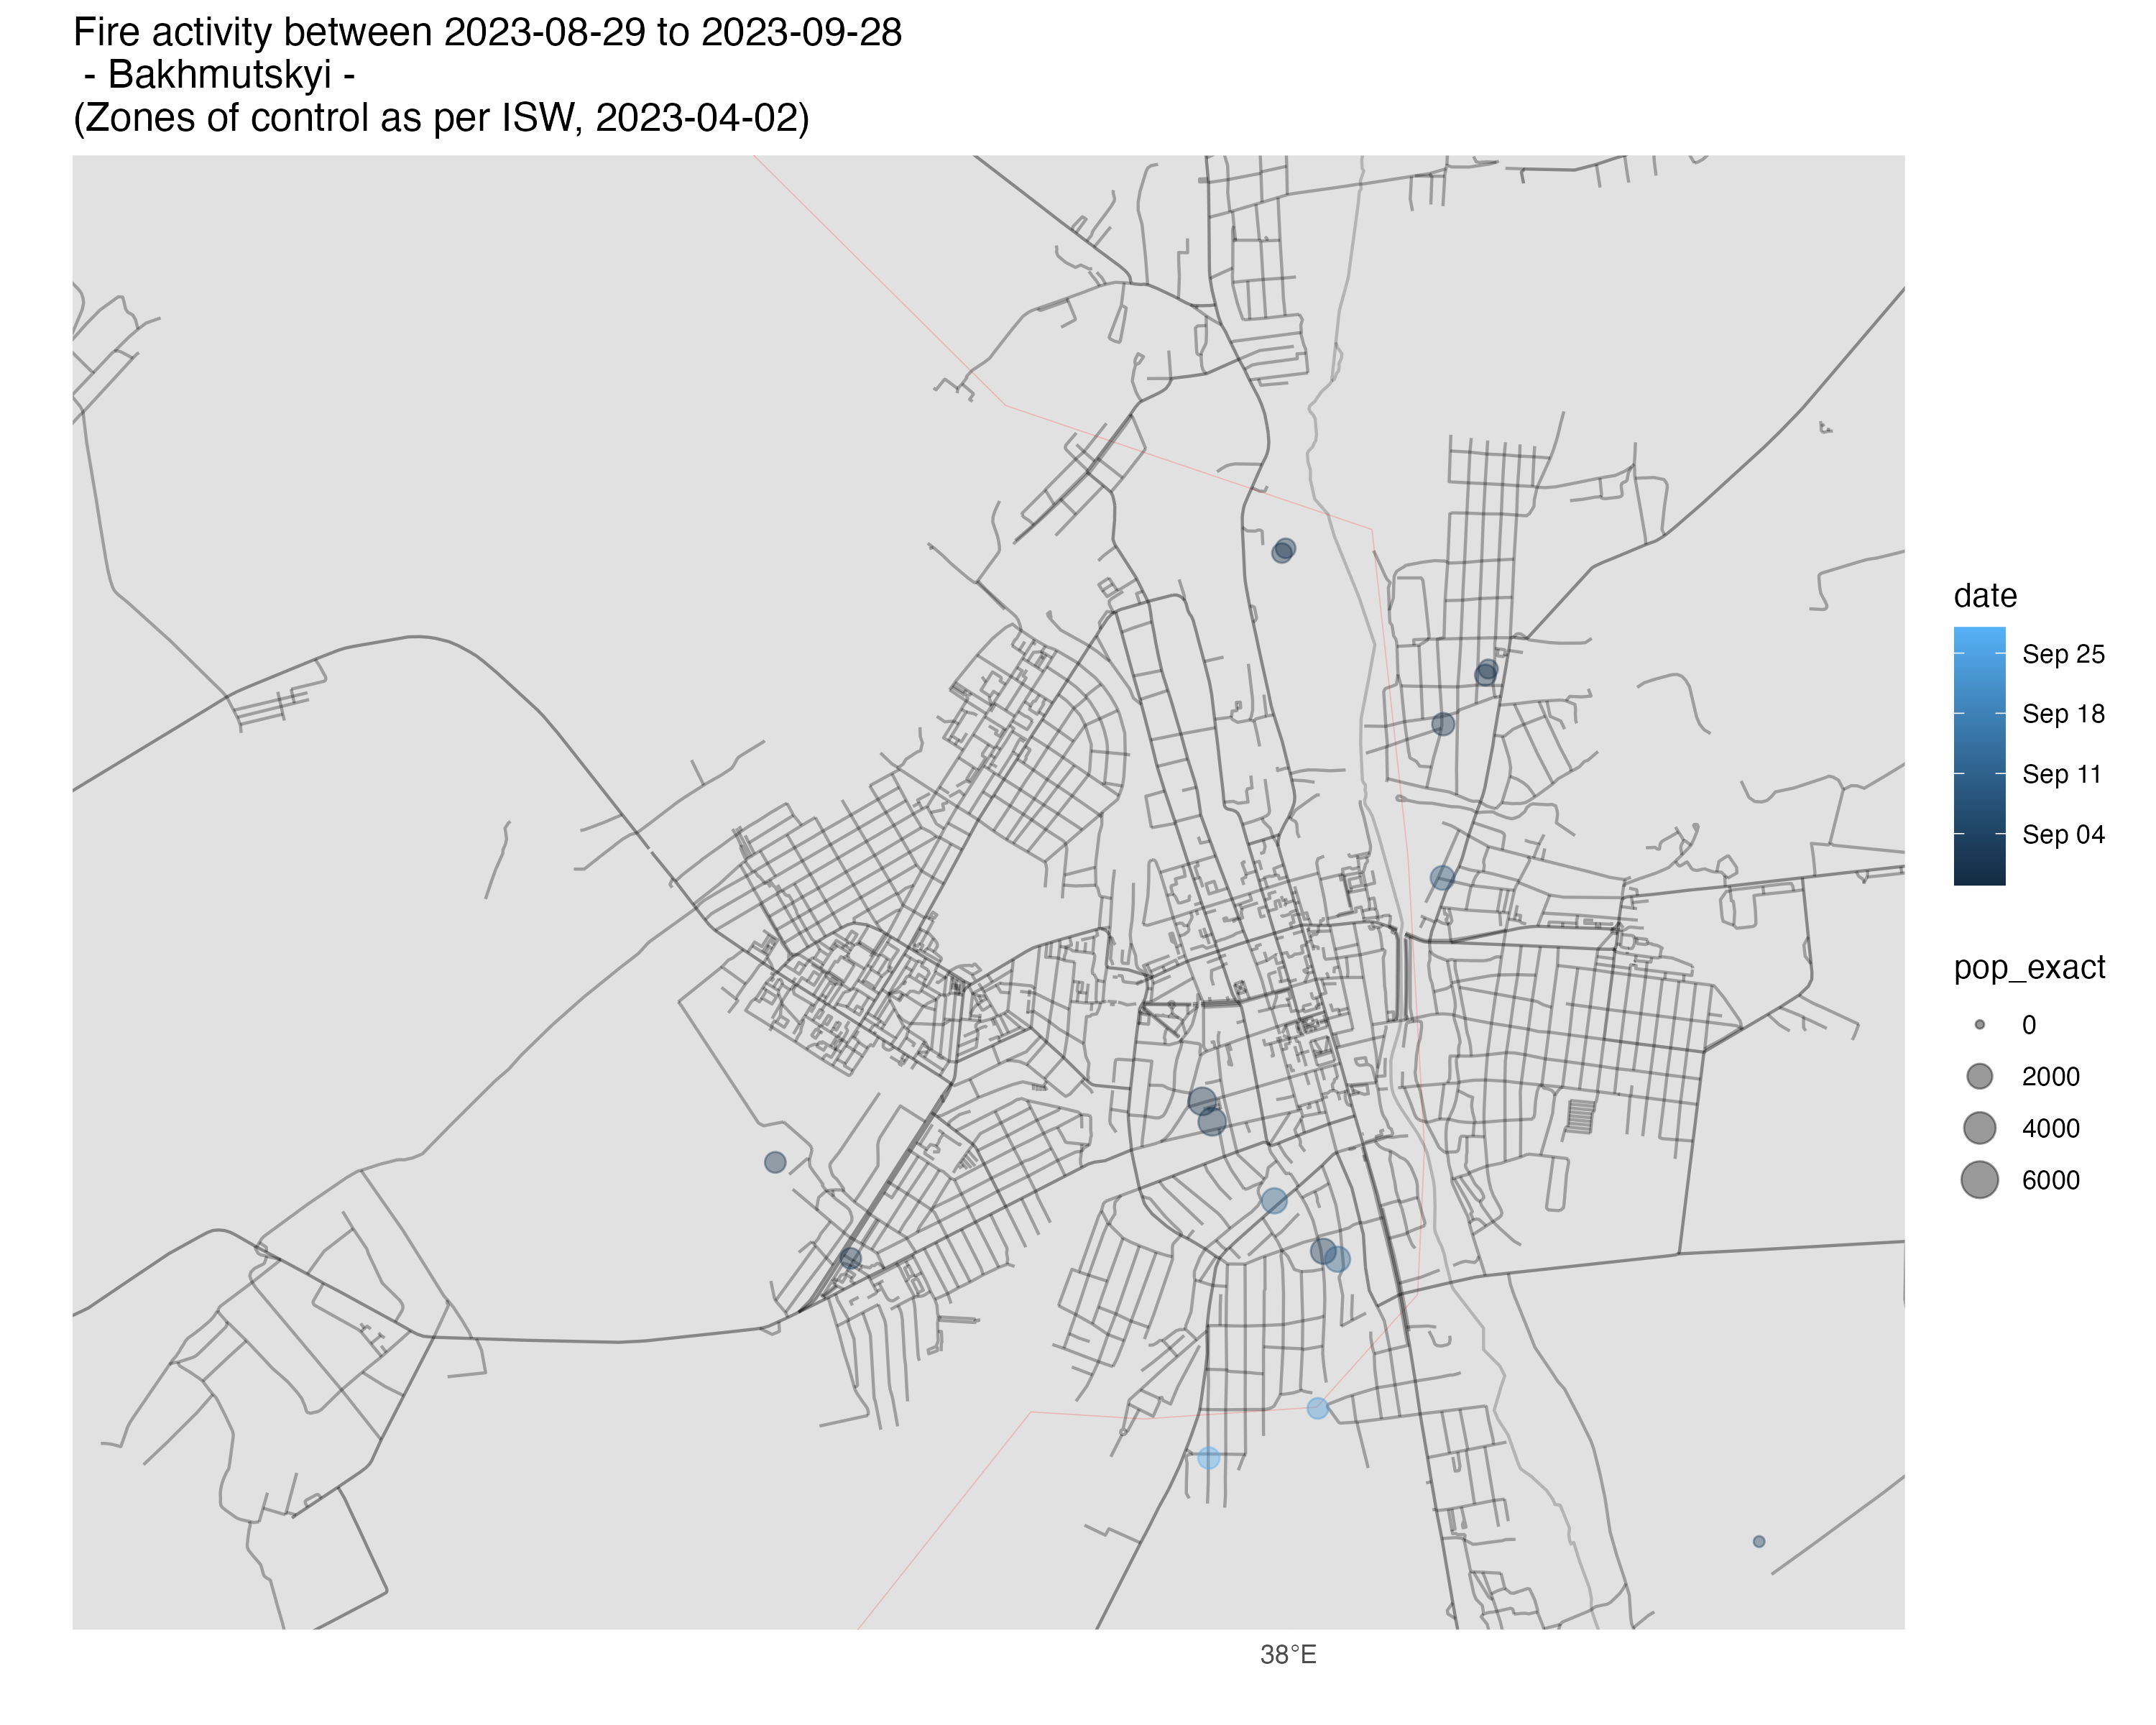 Fire activity between 2023-08-29 to 2023-09-28
- Bakhmutskyi -
(Zones of control as per ISW, 2023-04-02)
date
Sep 25
Sep 18
Sep 11
Sep 04
pop_exact
0
2000
4000
6000
38°E